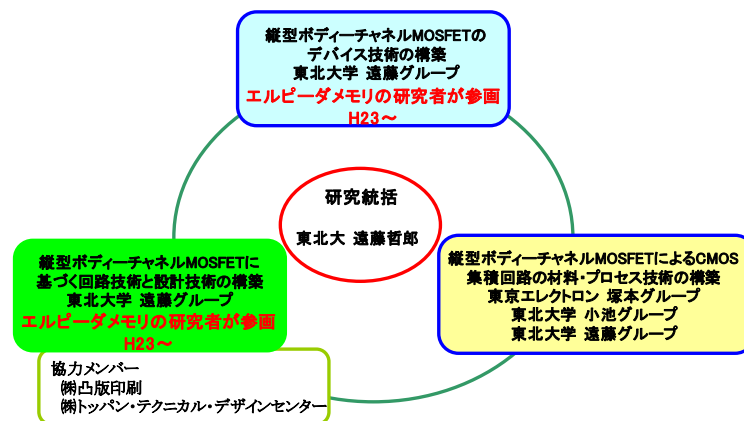 縦型ボディーチャネルMOSFETの
デバイス技術の構築
東北大学 遠藤グループ
エルピーダメモリの研究者が参画
H23～
研究統括
東北大 遠藤哲郎
縦型ボディーチャネルMOSFETに
基づく回路技術と設計技術の構築
東北大学 遠藤グループ
エルピーダメモリの研究者が参画
H23～
縦型ボディーチャネルMOSFETによるCMOS
集積回路の材料・プロセス技術の構築
東京エレクトロン 塚本グループ
東北大学 小池グループ
東北大学 遠藤グループ
協力メンバー
㈱凸版印刷
㈱トッパン・テクニカル・デザインセンター